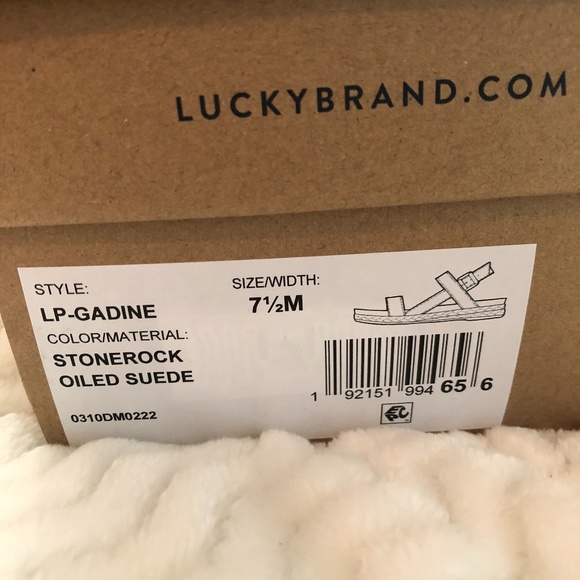 LUCKYBRAND.COM
STYLE:
LP-GADINE
SIZE/WIDTH:
7½M
COLOR/MATERIAL:
STONEROCK
OILED SUEDE
0310DM0222
1 92151 994 65 6